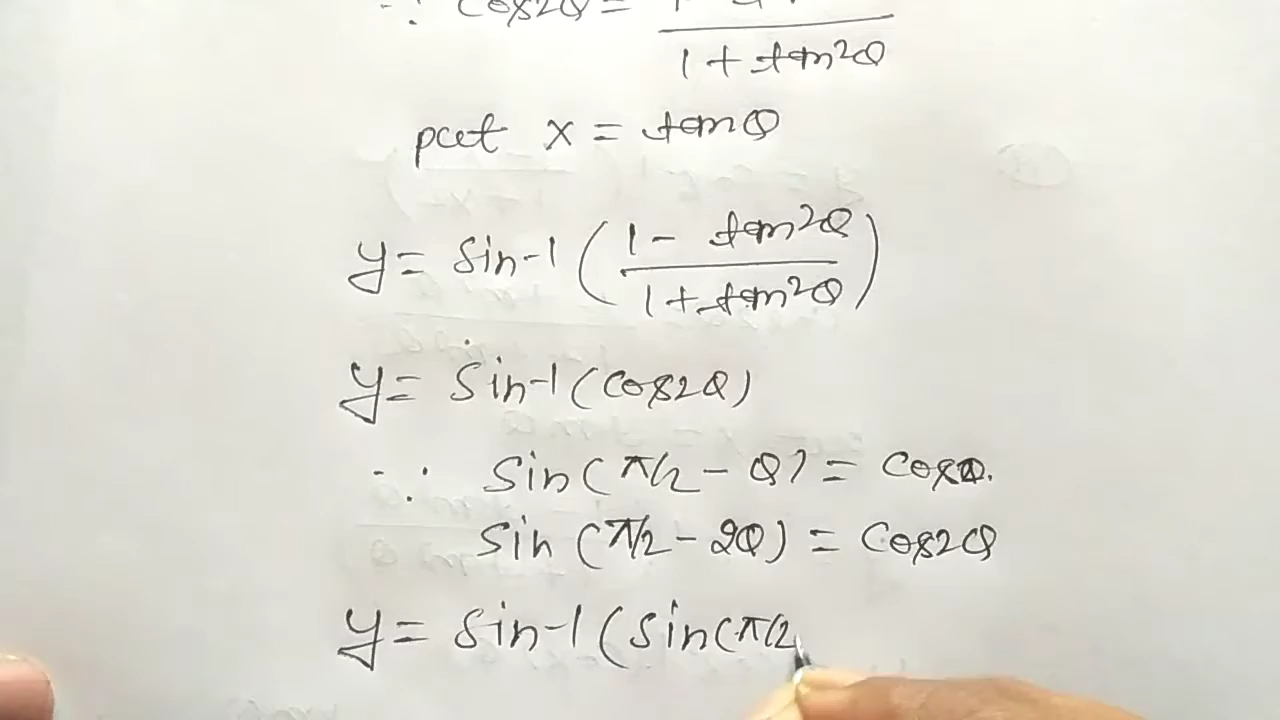 ∵ cos2θ =
1 + tan²θ
put x = tanθ
y = sin-1 (1 - tan²θ / 1 + tan²θ)
y = sin-1 (cos2θ)
∵ sin(π/2 - θ) = cosθ.
sin (π/2 - 2θ) = cos2θ
y = sin-1 (sin(π/2